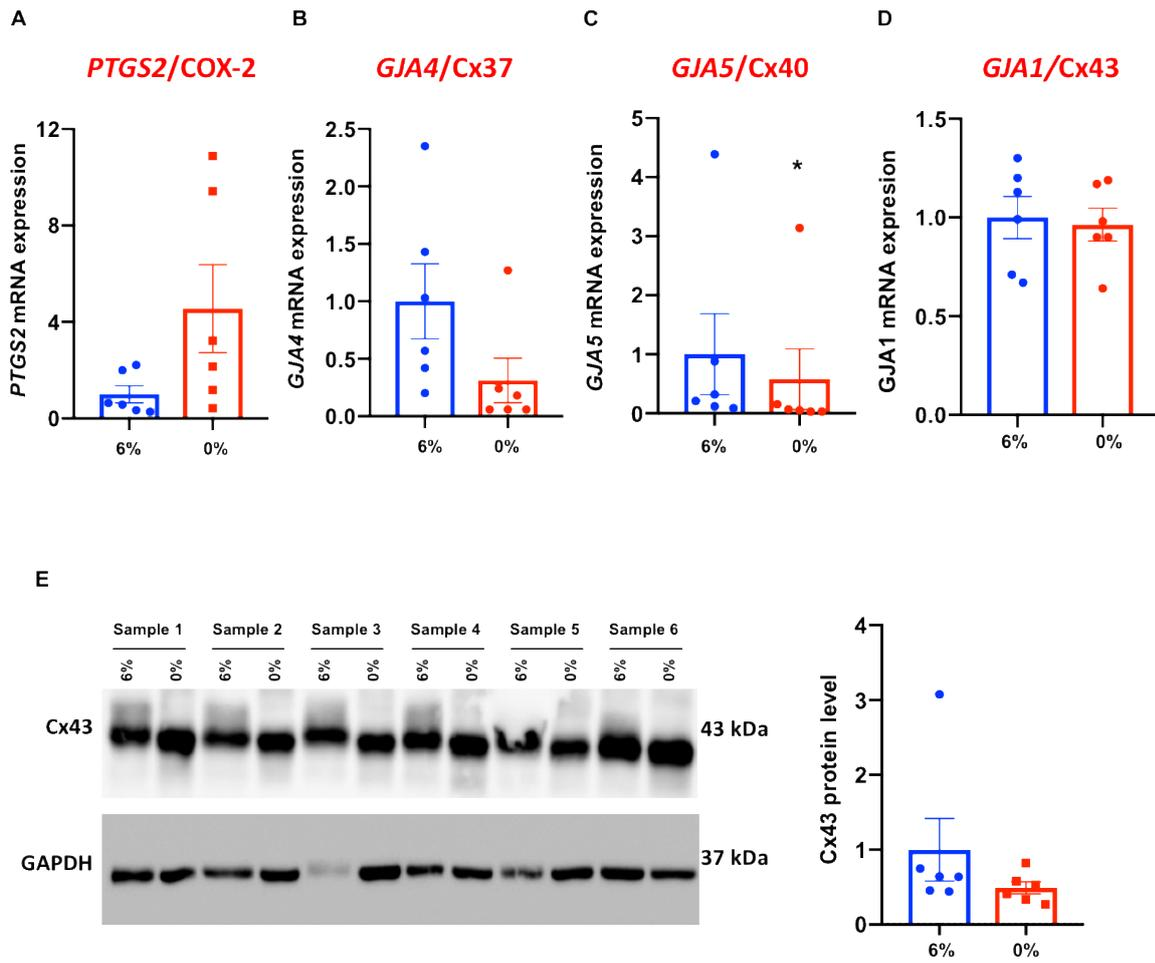 A
B
C
D
PTGS2/COX-2
GJA4/Cx37
GJA5/Cx40
GJA1/Cx43
PTGS2 mRNA expression
12
8
4
0
6%
0%
GJA4 mRNA expression
2.5
2.0
1.5
1.0
0.5
0.0
6%
0%
GJA5 mRNA expression
5
4
3
2
1
0
*
6%
0%
GJA1 mRNA expresion
1.5
1.0
0.5
0.0
6%
0%
E
Sample 1
Sample 2
Sample 3
Sample 4
Sample 5
Sample 6
6%
0%
6%
0%
6%
0%
6%
0%
6%
0%
6%
0%
Cx43
43 kDa
GAPDH
37 kDa
Cx43 protein level
4
3
2
1
0
6%
0%